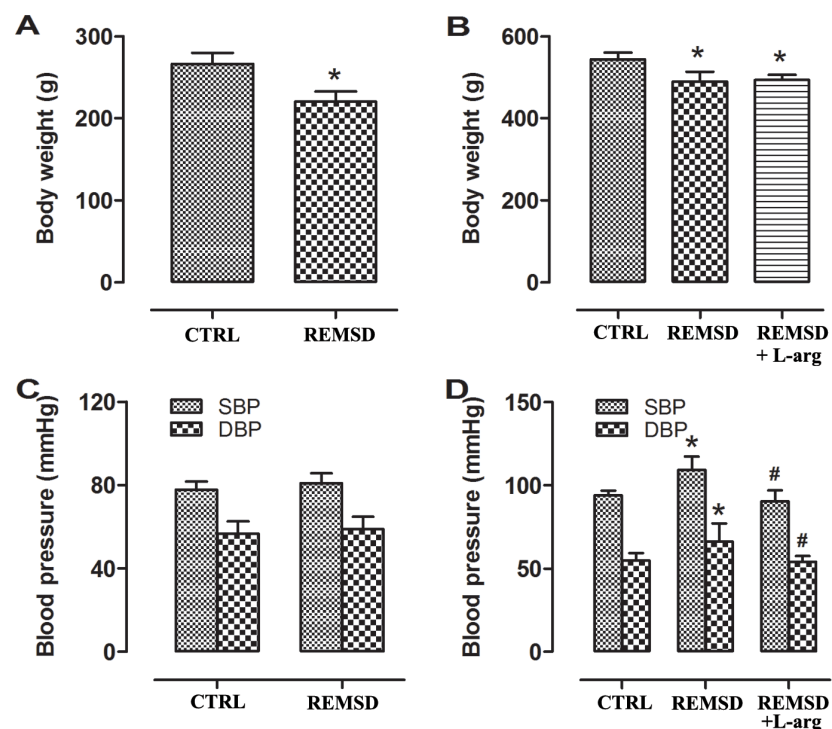 A
Body weight (g)
300
200
100
0
*
CTRL
REMSD
B
Body weight (g)
600
400
200
0
*
*
CTRL
REMSD
REMSD
+ L-arg
C
Blood pressure (mmHg)
120
80
40
0
SBP
DBP
CTRL
REMSD
D
Blood pressure (mmHg)
150
100
50
0
SBP
DBP
*
*
#
#
CTRL
REMSD
REMSD
+L-arg